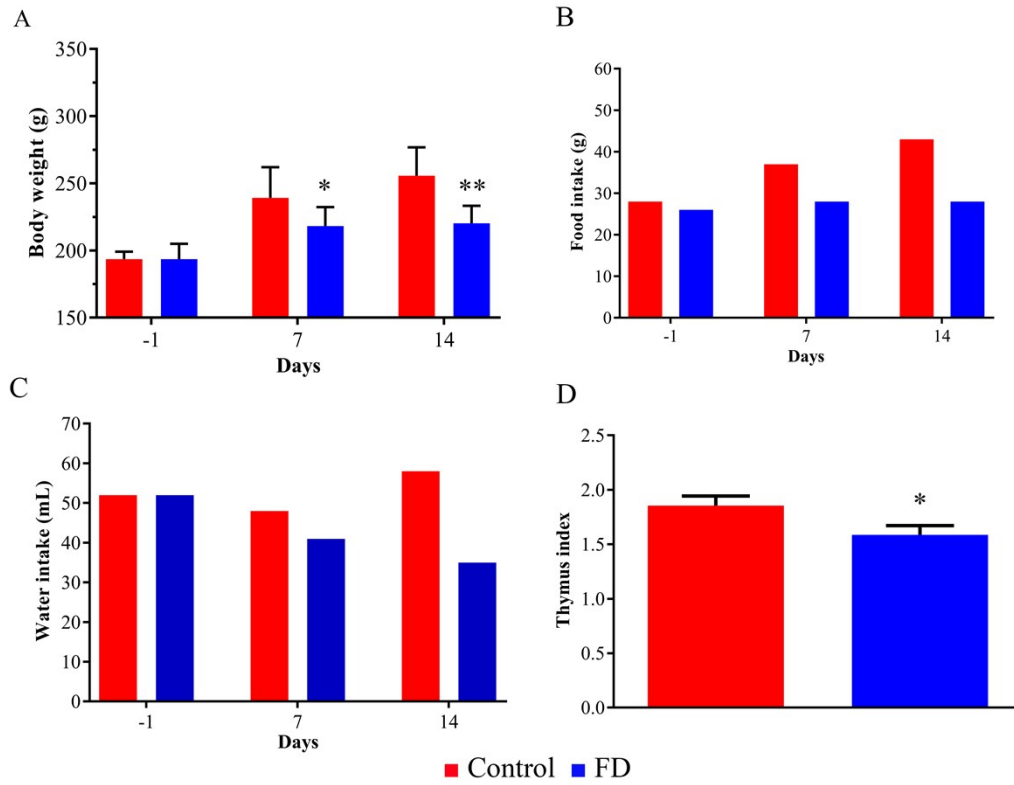 A
350
300
250
200
150
Body weight (g)
*
**
-1 7 14
Days
B
60
50
40
30
20
10
0
Food intake (g)
-1 7 14
Days
C
70
60
50
40
30
20
10
0
Water intake (mL)
-1 7 14
Days
D
2.5
2.0
1.5
1.0
0.5
0.0
Thymus index
*
Control FD